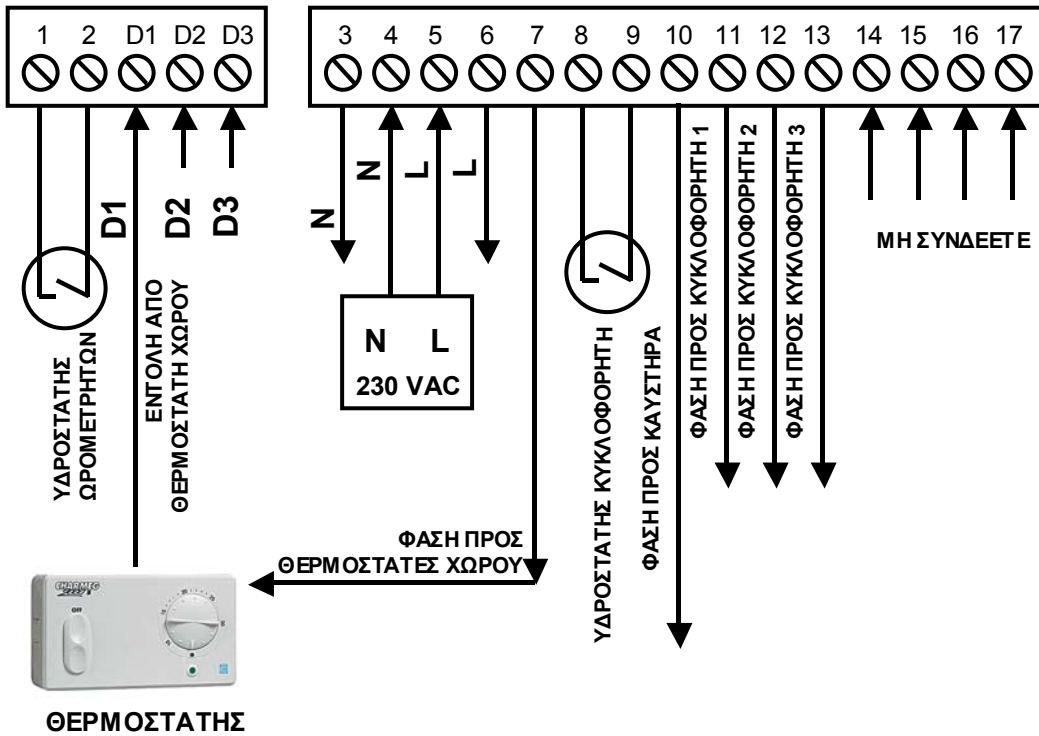 1 2 D1 D2 D3
3 4 5 6 7 8 9 10 11 12 13 14 15 16 17
D1
D2
D3
N
N
L
L
N L
230 VAC
ΥΔΡΟΣΤΑΤΗΣ
ΩΡΟΜΕΤΡΗΤΩΝ
ΕΝΤΟΛΗ ΑΠΟ
ΘΕΡΜΟΣΤΑΤΗ ΧΩΡΟΥ
ΥΔΡΟΣΤΑΤΗΣ ΚΥΚΛΟΦΟΡΗΤΗ
ΦΑΣΗ ΠΡΟΣ ΚΑΥΣΤΗΡΑ
ΦΑΣΗ ΠΡΟΣ ΚΥΚΛΟΦΟΡΗΤΗ 1
ΦΑΣΗ ΠΡΟΣ ΚΥΚΛΟΦΟΡΗΤΗ 2
ΦΑΣΗ ΠΡΟΣ ΚΥΚΛΟΦΟΡΗΤΗ 3
ΜΗ ΣΥΝΔΕΕΤΕ
ΦΑΣΗ ΠΡΟΣ
ΘΕΡΜΟΣΤΑΤΕΣ ΧΩΡΟΥ
CHARMEG
OFF
ΘΕΡΜΟΣΤΑΤΗΣ